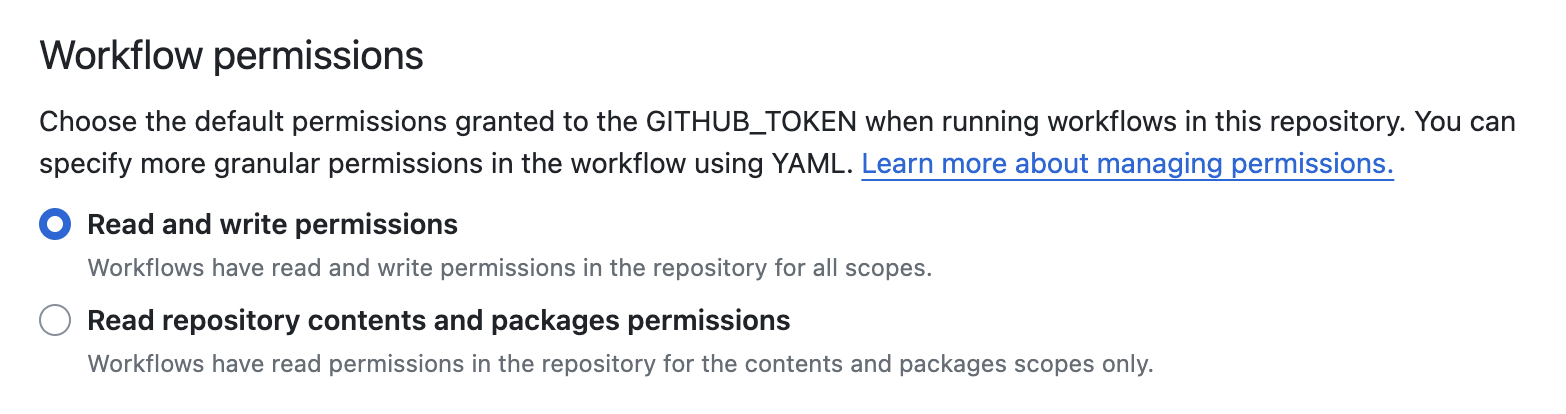 Workflow permissions
Choose the default permissions granted to the GITHUB_TOKEN when running workflows in this repository. You can
specify more granular permissions in the workflow using YAML. Learn more about managing permissions.
Read and write permissions
Workflows have read and write permissions in the repository for all scopes.
Read repository contents and packages permissions
Workflows have read permissions in the repository for the contents and packages scopes only.